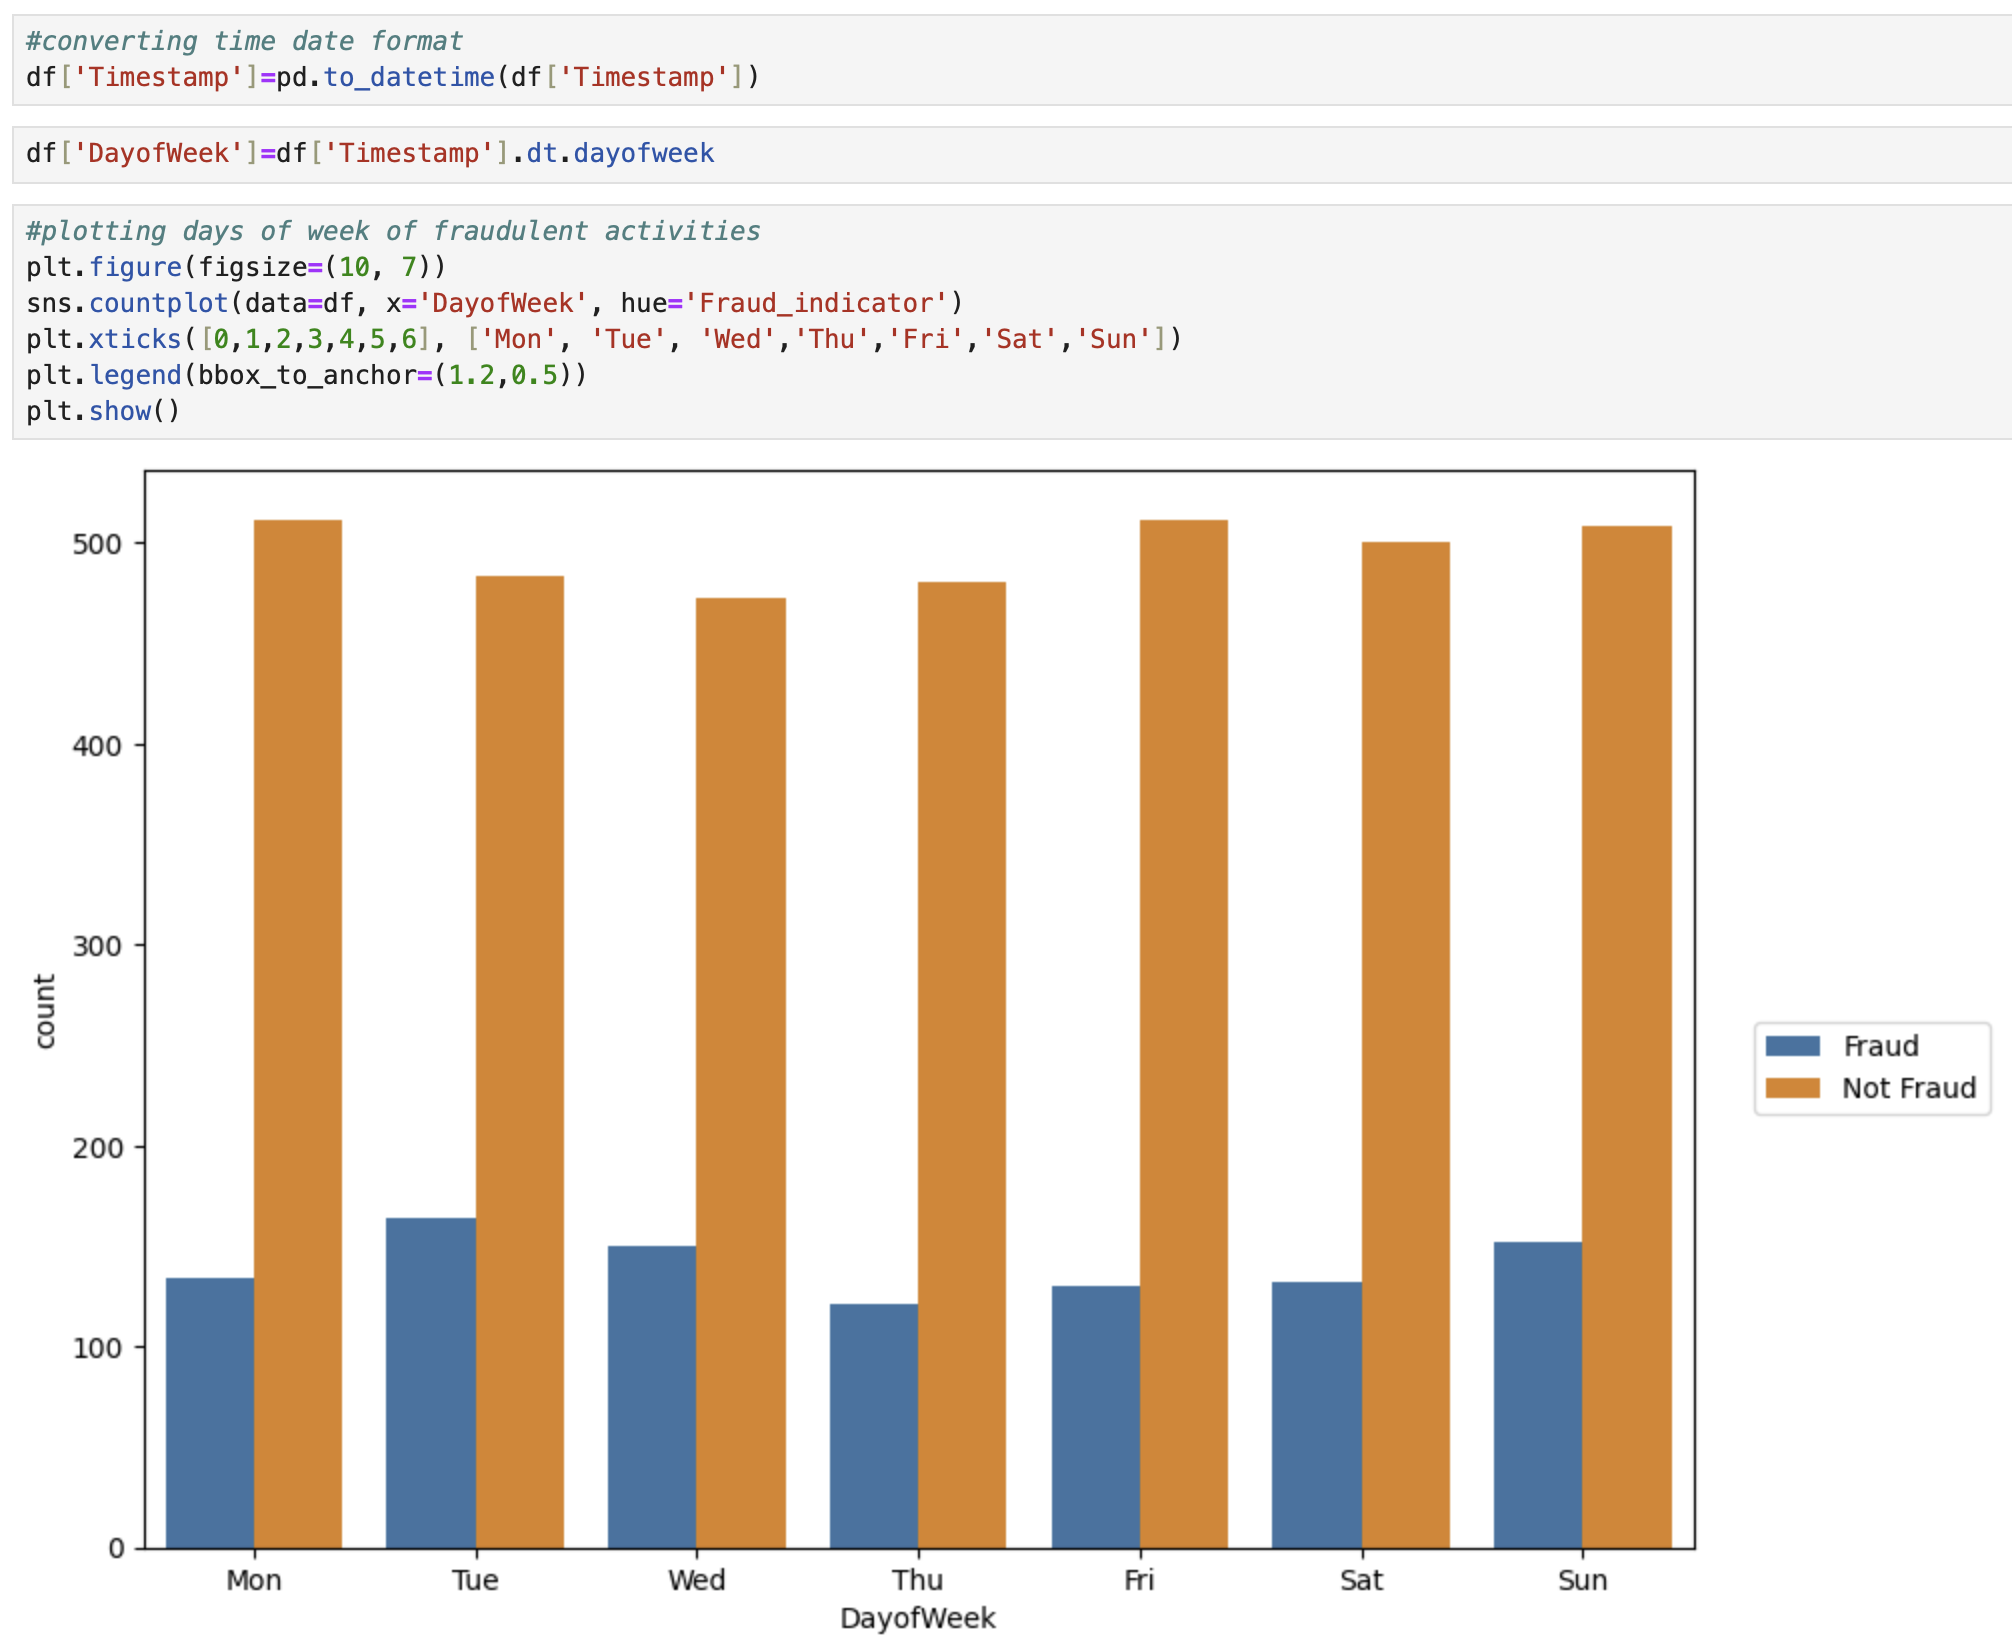 #converting time date format
df['Timestamp']=pd.to_datetime(df['Timestamp'])
df['DayofWeek']=df['Timestamp'].dt.dayofweek
#plotting days of week of fraudulent activities
plt.figure(figsize=(10, 7))
sns.countplot(data=df, x='DayofWeek', hue='Fraud_indicator')
plt.xticks([0,1,2,3,4,5,6], ['Mon', 'Tue', 'Wed','Thu','Fri','Sat','Sun'])
plt.legend(bbox_to_anchor=(1.2,0.5))
plt.show()
500
400
300
200
100
0
count
Mon Tue Wed Thu Fri Sat Sun
DayofWeek
Fraud
Not Fraud